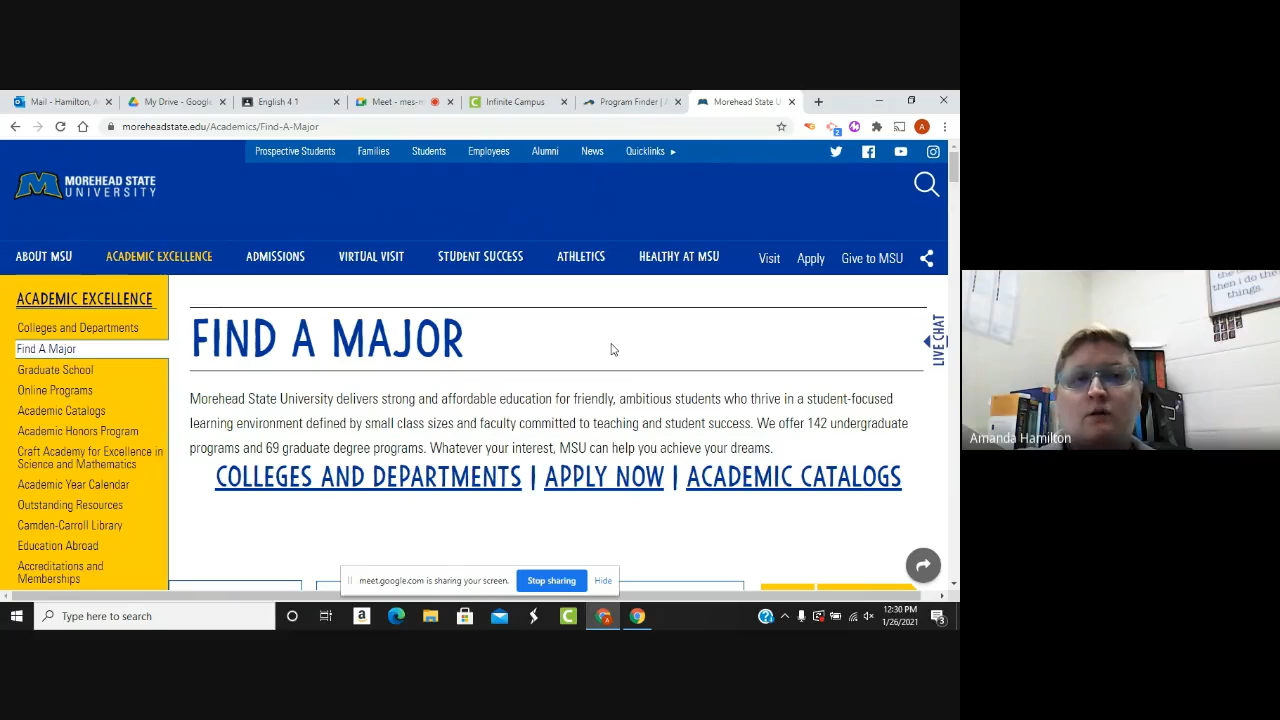 Mail - Hamilton, A
My Drive - Google
English 4 1
Meet - mes-m
Infinite Campus
Program Finder | A
Morehead State U
moreheadstate.edu/Academics/Find-A-Major
A
2
Prospective Students
Families
Students
Employees
Alumni
News
Quicklinks
MOREHEAD STATE
UNIVERSITY
ABOUT MSU
ACADEMIC EXCELLENCE
ADMISSIONS
VIRTUAL VISIT
STUDENT SUCCESS
ATHLETICS
HEALTHY AT MSU
Visit
Apply
Give to MSU
ACADEMIC EXCELLENCE
Colleges and Departments
Find A Major
Graduate School
Online Programs
Academic Catalogs
Academic Honors Program
Craft Academy for Excellence in
Science and Mathematics
Academic Year Calendar
Outstanding Resources
Camden-Carroll Library
Education Abroad
Accreditations and
Memberships
FIND A MAJOR
LIVE CHAT
Morehead State University delivers strong and affordable education for friendly, ambitious students who thrive in a student-focused
learning environment defined by small class sizes and faculty committed to teaching and student success. We offer 142 undergraduate
programs and 69 graduate degree programs. Whatever your interest, MSU can help you achieve your dreams.
COLLEGES AND DEPARTMENTS | APPLY NOW | ACADEMIC CATALOGS
meet.google.com is sharing your screen.
Stop sharing
Hide
Type here to search
12:30 PM
1/26/2021
3
then i do the
things.
Amanda Hamilton